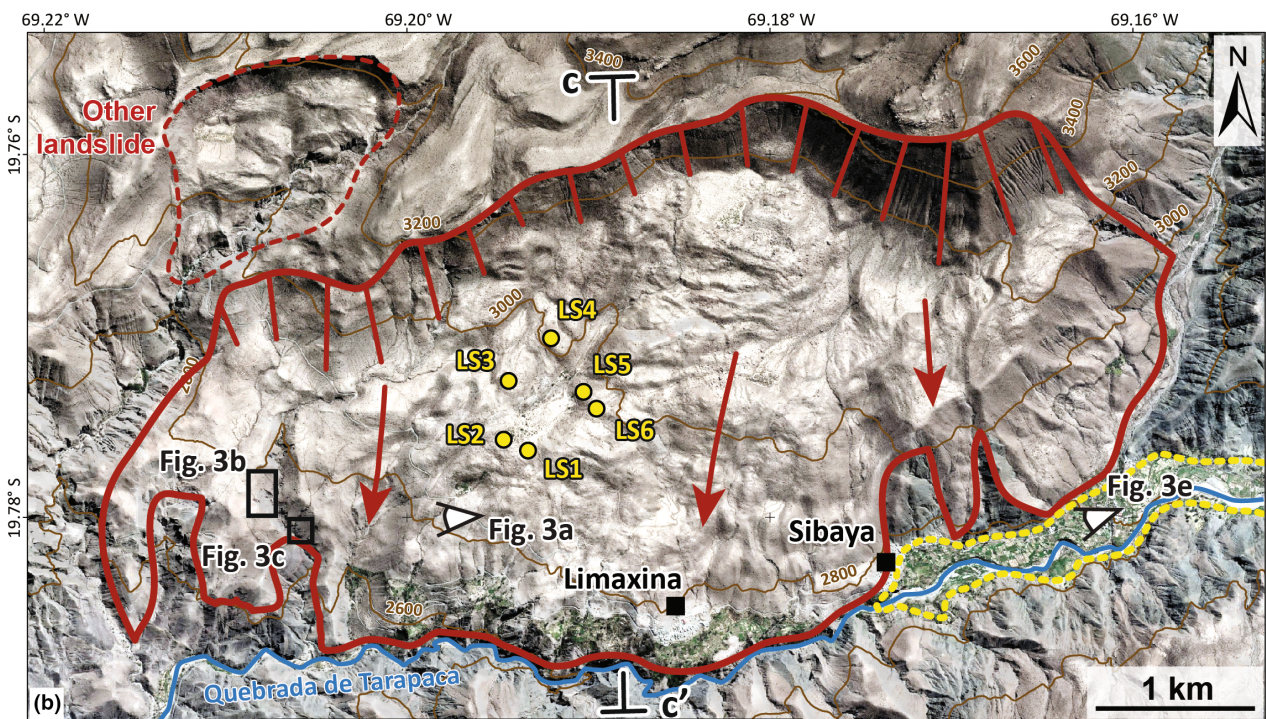 69.22° W
69.20° W
69.18° W
69.16° W
19.76° S
19.78° S
N
Other
landslide
c
3400
3600
3400
3200
3000
3200
3000
LS4
LS3
LS5
LS6
LS2
LS1
Fig. 3b
Fig. 3a
Fig. 3c
Fig. 3e
Sibaya
Limaxina
2800
2600
Quebrada de Tarapaca
c'
(b)
1 km